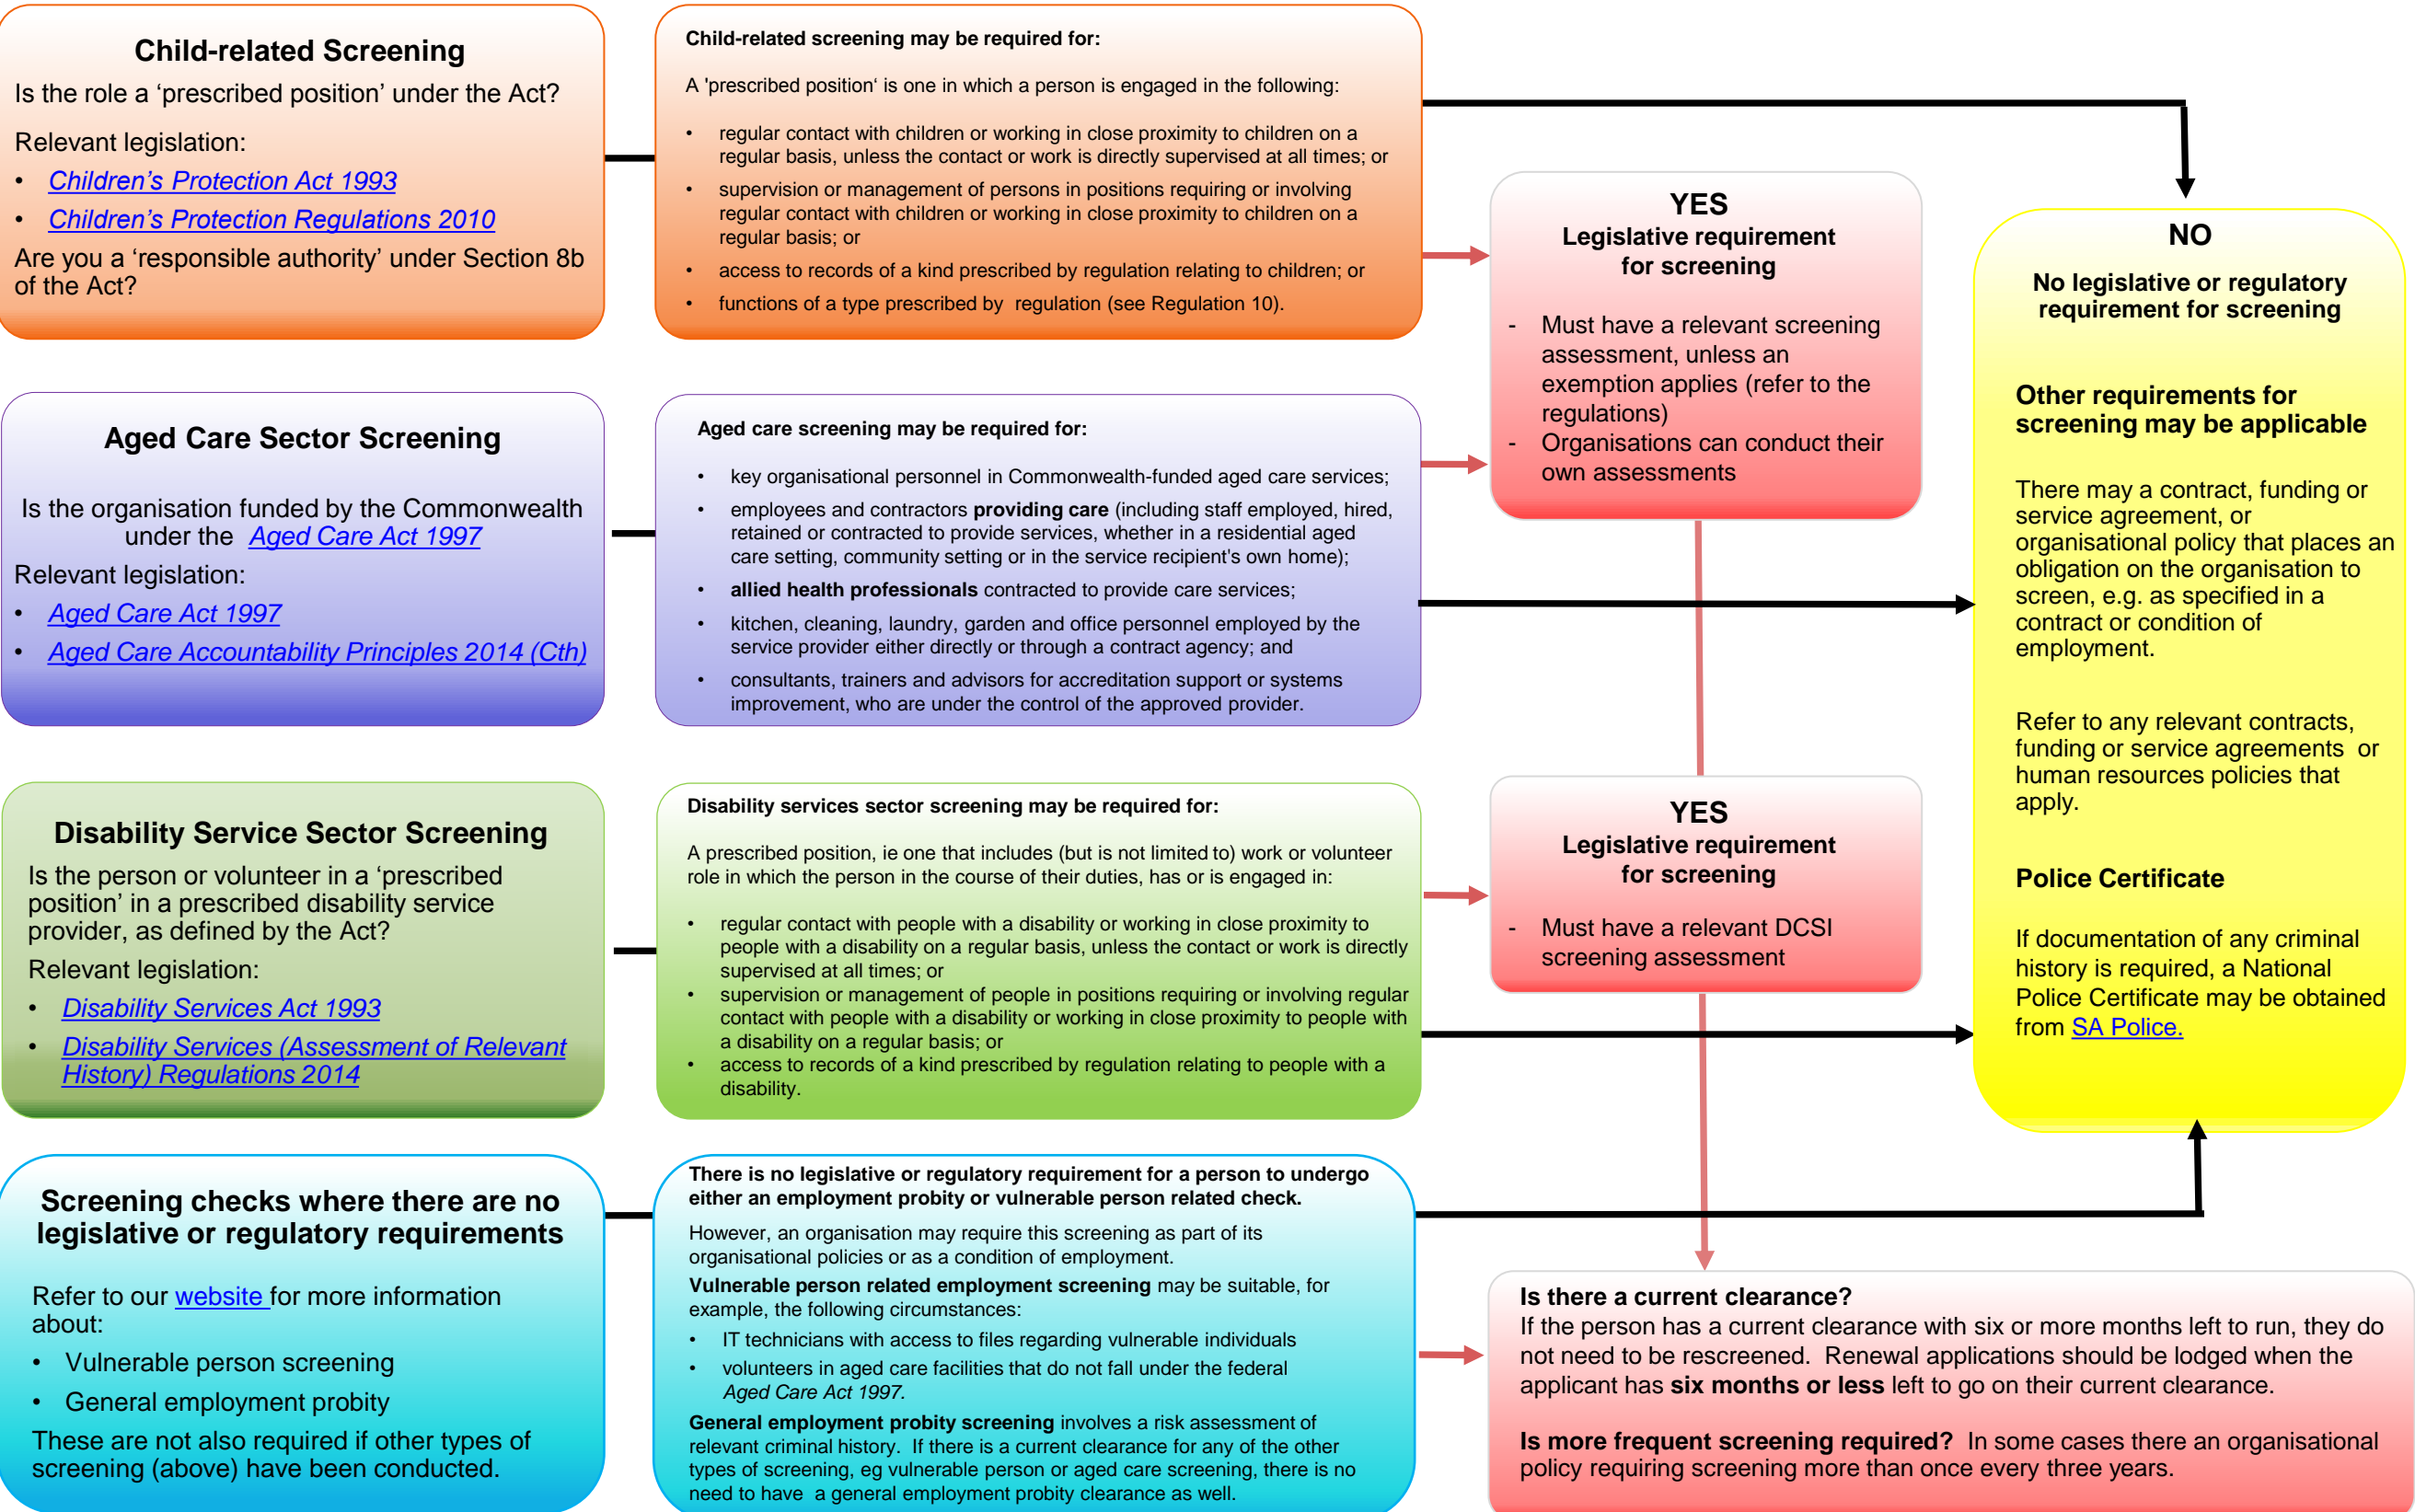 Child-related Screening
Is the role a ‘prescribed position’ under the Act?
Relevant legislation:
• Children’s Protection Act 1993
• Children’s Protection Regulations 2010
Are you a ‘responsible authority’ under Section 8b
of the Act?
Child-related screening may be required for:
A 'prescribed position‘ is one in which a person is engaged in the following:
• regular contact with children or working in close proximity to children on a
regular basis, unless the contact or work is directly supervised at all times; or
• supervision or management of persons in positions requiring or involving
regular contact with children or working in close proximity to children on a
regular basis; or
• access to records of a kind prescribed by regulation relating to children; or
• functions of a type prescribed by regulation (see Regulation 10).
YES
Legislative requirement
for screening
- Must have a relevant screening
assessment, unless an
exemption applies (refer to the
regulations)
- Organisations can conduct their
own assessments
NO
No legislative or regulatory
requirement for screening
Other requirements for
screening may be applicable
There may a contract, funding or
service agreement, or
organisational policy that places an
obligation on the organisation to
screen, e.g. as specified in a
contract or condition of
employment.
Refer to any relevant contracts,
funding or service agreements or
human resources policies that
apply.
Police Certificate
If documentation of any criminal
history is required, a National
Police Certificate may be obtained
from SA Police.
Aged Care Sector Screening
Is the organisation funded by the Commonwealth
under the Aged Care Act 1997
Relevant legislation:
• Aged Care Act 1997
• Aged Care Accountability Principles 2014 (Cth)
Aged care screening may be required for:
• key organisational personnel in Commonwealth-funded aged care services;
• employees and contractors providing care (including staff employed, hired,
retained or contracted to provide services, whether in a residential aged
care setting, community setting or in the service recipient's own home);
• allied health professionals contracted to provide care services;
• kitchen, cleaning, laundry, garden and office personnel employed by the
service provider either directly or through a contract agency; and
• consultants, trainers and advisors for accreditation support or systems
improvement, who are under the control of the approved provider.
Disability Service Sector Screening
Is the person or volunteer in a ‘prescribed
position’ in a prescribed disability service
provider, as defined by the Act?
Relevant legislation:
• Disability Services Act 1993
• Disability Services (Assessment of Relevant
History) Regulations 2014
Disability services sector screening may be required for:
A prescribed position, ie one that includes (but is not limited to) work or volunteer
role in which the person in the course of their duties, has or is engaged in:
• regular contact with people with a disability or working in close proximity to
people with a disability on a regular basis, unless the contact or work is directly
supervised at all times; or
• supervision or management of people in positions requiring or involving regular
contact with people with a disability or working in close proximity to people with
a disability on a regular basis; or
• access to records of a kind prescribed by regulation relating to people with a
disability.
YES
Legislative requirement
for screening
- Must have a relevant DCSI
screening assessment
Screening checks where there are no
legislative or regulatory requirements
Refer to our website for more information
about:
• Vulnerable person screening
• General employment probity
These are not also required if other types of
screening (above) have been conducted.
There is no legislative or regulatory requirement for a person to undergo
either an employment probity or vulnerable person related check.
However, an organisation may require this screening as part of its
organisational policies or as a condition of employment.
Vulnerable person related employment screening may be suitable, for
example, the following circumstances:
• IT technicians with access to files regarding vulnerable individuals
• volunteers in aged care facilities that do not fall under the federal
Aged Care Act 1997.
General employment probity screening involves a risk assessment of
relevant criminal history. If there is a current clearance for any of the other
types of screening, eg vulnerable person or aged care screening, there is no
need to have a general employment probity clearance as well.
Is there a current clearance?
If the person has a current clearance with six or more months left to run, they do
not need to be rescreened. Renewal applications should be lodged when the
applicant has six months or less left to go on their current clearance.
Is more frequent screening required? In some cases there an organisational
policy requiring screening more than once every three years.